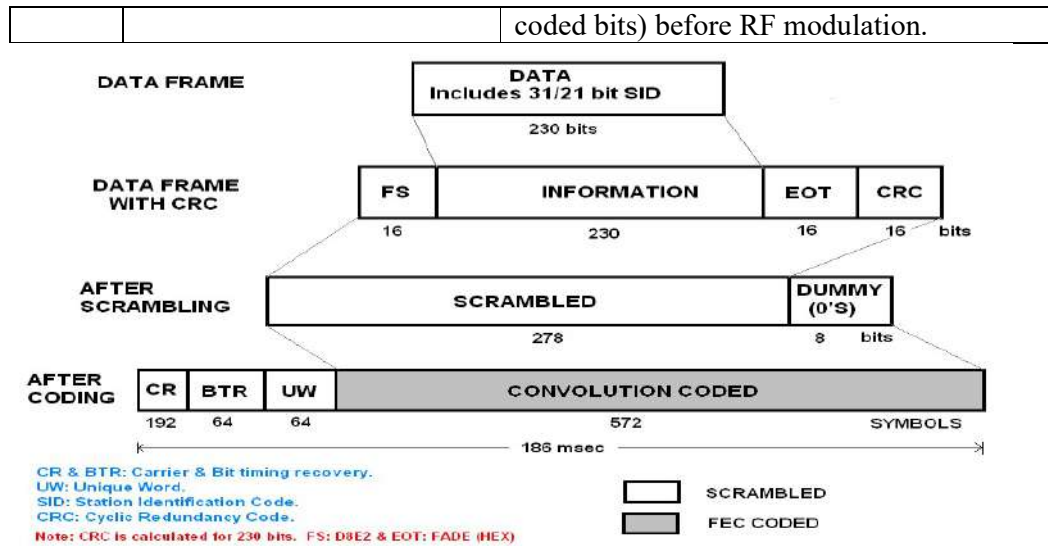 coded bits) before RF modulation.
DATA FRAME
DATA
Includes 31/21 bit SID
230 bits
DATA FRAME
WITH CRC
FS
INFORMATION
EOT
CRC
16
230
16
16
bits
AFTER
SCRAMBLING
SCRAMBLED
DUMMY
(0'S)
278
8
bits
AFTER
CODING
CR
BTR
UW
CONVOLUTION CODED
192
64
64
572
SYMBOLS
186 msec
CR & BTR: Carrier & Bit timing recovery.
UW: Unique Word.
SID: Station Identification Code.
CRC: Cyclic Redundancy Code.
Note: CRC is calculated for 230 bits. FS: D8E2 & EOT: FADE (HEX)
SCRAMBLED
FEC CODED